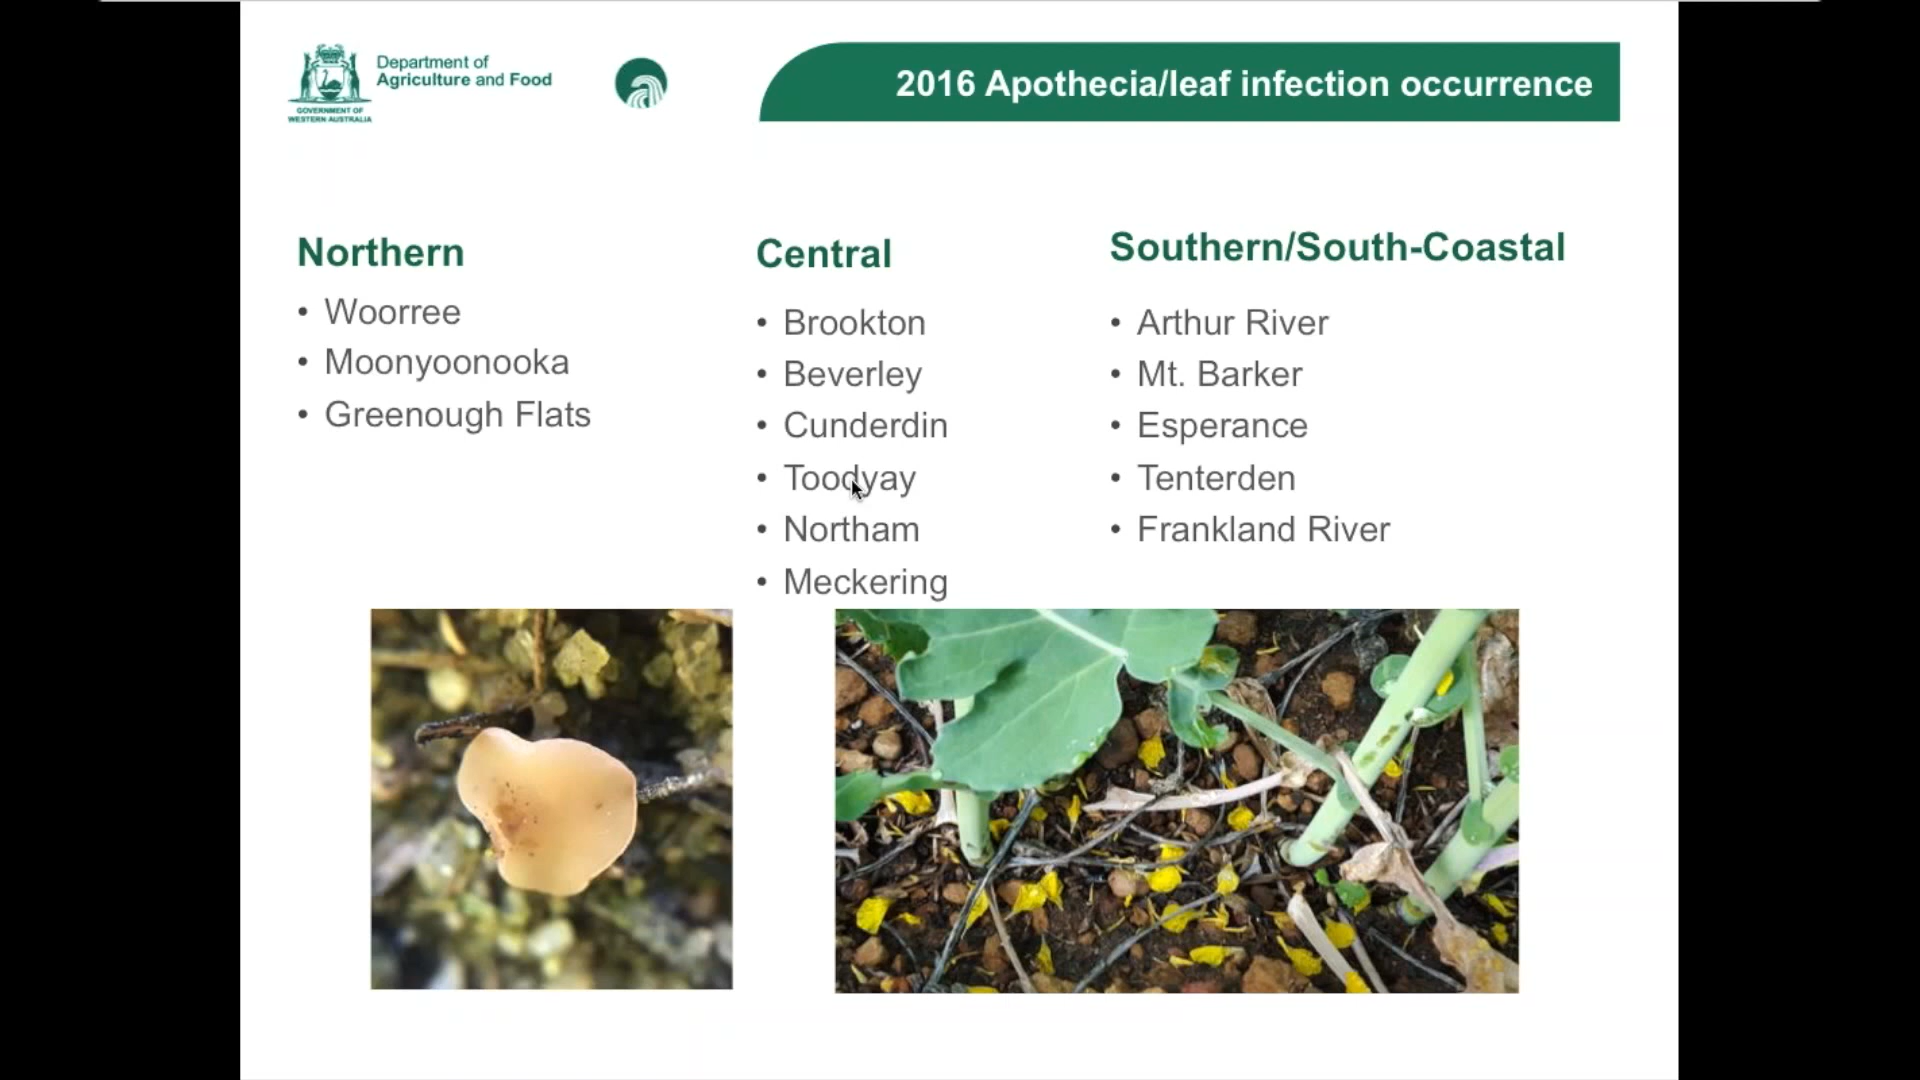 Department of
Agriculture and Food
GOVERNMENT OF
WESTERN AUSTRALIA
2016 Apothecia/leaf infection occurrence
Northern
• Woorree
• Moonyoonooka
• Greenough Flats
Central
• Brookton
• Beverley
• Cunderdin
• Toodyay
• Northam
• Meckering
Southern/South-Coastal
• Arthur River
• Mt. Barker
• Esperance
• Tenterden
• Frankland River